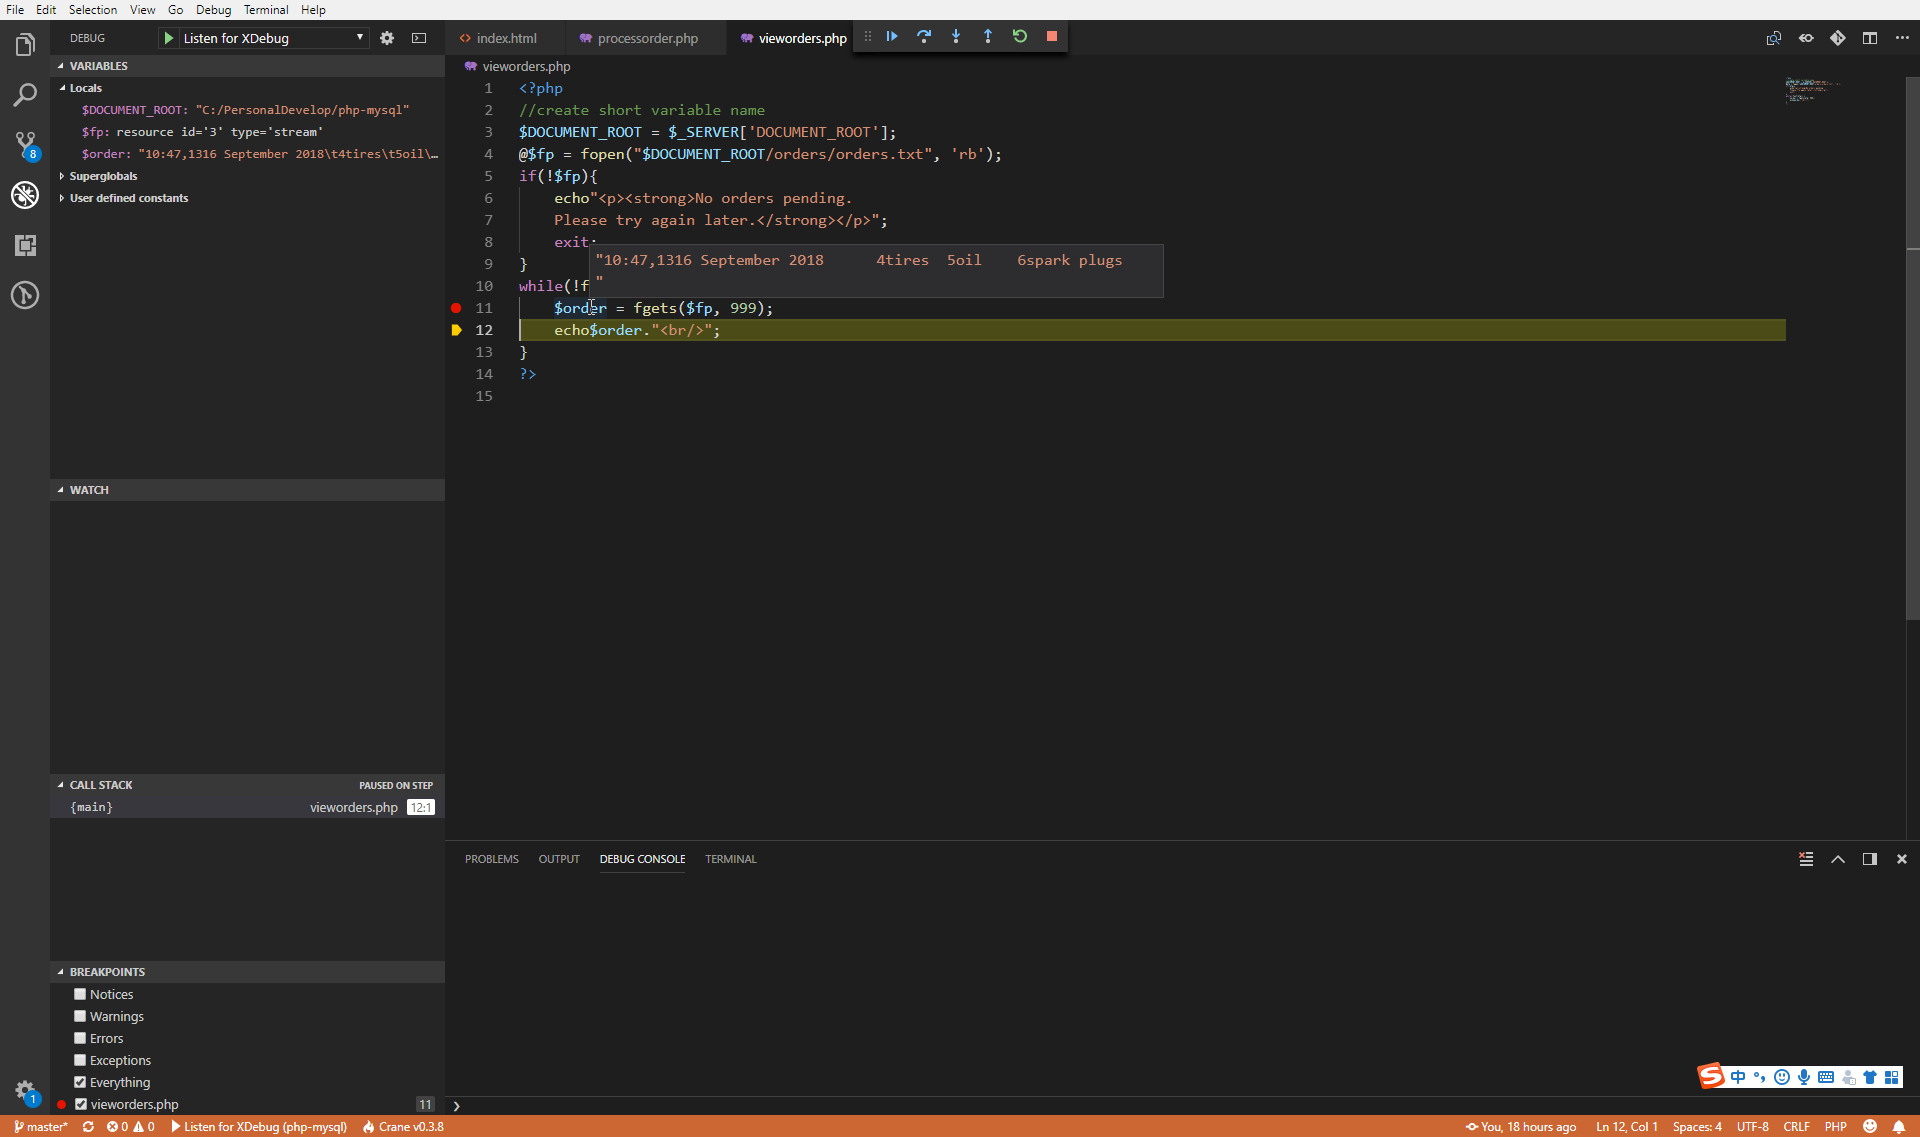 File Edit Selection View Go Debug Terminal Help
DEBUG Listen for XDebug
index.html processorder.php vieworders.php
VARIABLES
Locals
$DOCUMENT_ROOT: "C:/PersonalDevelop/php-mysql"
$fp: resource id='3' type='stream'
$order: "10:47,1316 September 2018\t4tires\t5oil\…
Superglobals
User defined constants
WATCH
CALL STACK PAUSED ON STEP
{main} vieworders.php 12:1
BREAKPOINTS
Notices
Warnings
Errors
Exceptions
Everything
vieworders.php 11
vieworders.php
1 <?php
2 //create short variable name
3 $DOCUMENT_ROOT = $_SERVER['DOCUMENT_ROOT'];
4 @$fp = fopen("$DOCUMENT_ROOT/orders/orders.txt", 'rb');
5 if(!$fp){
6 echo"<p><strong>No orders pending.
7 Please try again later.</strong></p>";
8 exit;
"10:47,1316 September 2018 4tires 5oil 6spark plugs
"
9 }
10 while(!f
11 $order = fgets($fp, 999);
12 echo$order."<br/>";
13 }
14 ?>
15
PROBLEMS OUTPUT DEBUG CONSOLE TERMINAL
中
8
1
master* 0 0 Listen for XDebug (php-mysql) Crane v0.3.8 You, 18 hours ago Ln 12, Col 1 Spaces: 4 UTF-8 CRLF PHP